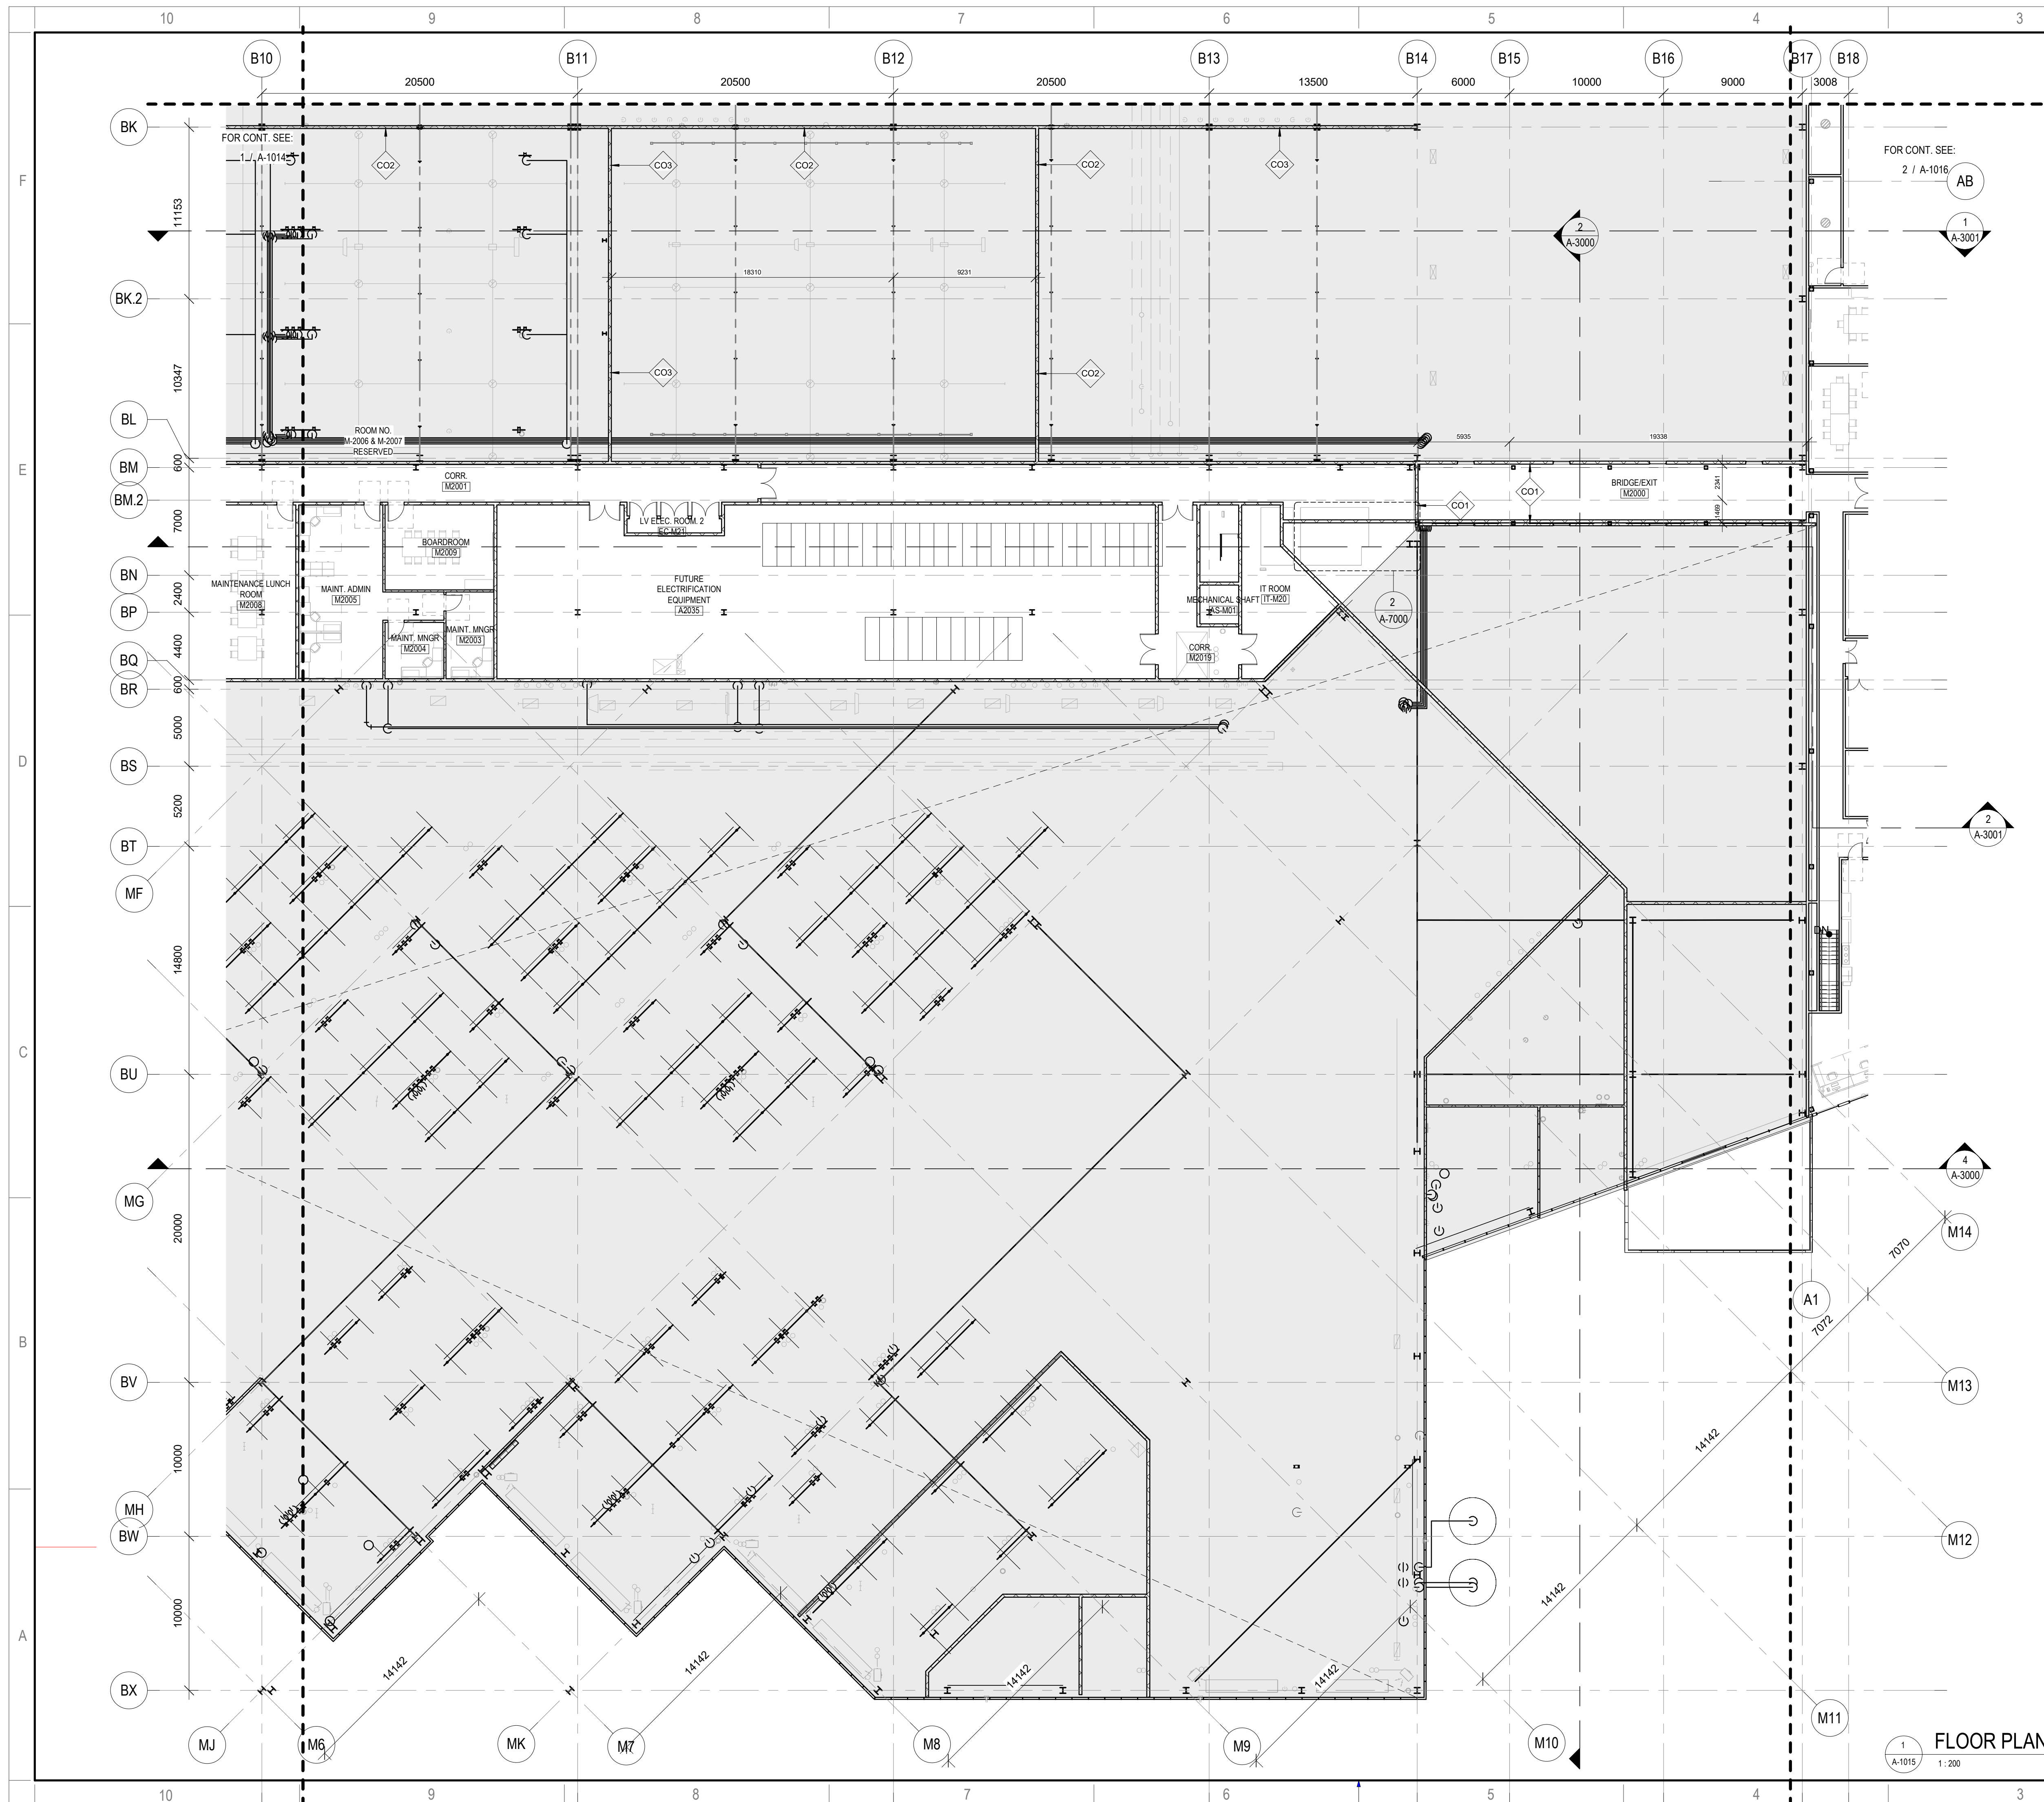 10
9
8
7
6
5
4
3
B10
B11
B12
B13
B14
B15
B16
B17
B18
20500
20500
20500
13500
6000
10000
9000
3008
F
E
D
C
B
A
BK
FOR CONT. SEE:
1 / A-1014
CO2
CO3
CO2
CO2
CO3
FOR CONT. SEE:
2 / A-1016
AB
11153
2
A-3000
1
A-3001
18310
9231
BK.2
10347
CO3
CO2
BL
ROOM NO.
M-2006 & M-2007
RESERVED
5935
19338
BM
600
CORR.
M2001
BRIDGE/EXIT
M2000
2341
1469
CO1
CO1
BM.2
7000
LV ELEC. ROOM. 2
EC-M21
BOARDROOM
M2009
BN
MAINTENANCE LUNCH
ROOM
M2008
MAINT. ADMIN
M2005
FUTURE
ELECTRIFICATION
EQUIPMENT
A2035
MECHANICAL SHAFT
AS-M01
IT ROOM
IT-M20
2400
BP
2
A-7000
4400
MAINT. MNGR
M2004
MAINT. MNGR
M2003
CORR.
M2019
BQ
600
BR
5000
BS
5200
BT
2
A-3001
MF
14800
BU
4
A-3000
MG
20000
M14
7070
A1
7072
BV
M13
14142
10000
MH
BW
M12
14142
10000
14142
14142
14142
14142
BX
MJ
M6
MK
M7
M8
M9
M10
M11
1
A-1015
FLOOR PLAN
1 : 200
10
9
8
7
6
5
4
3